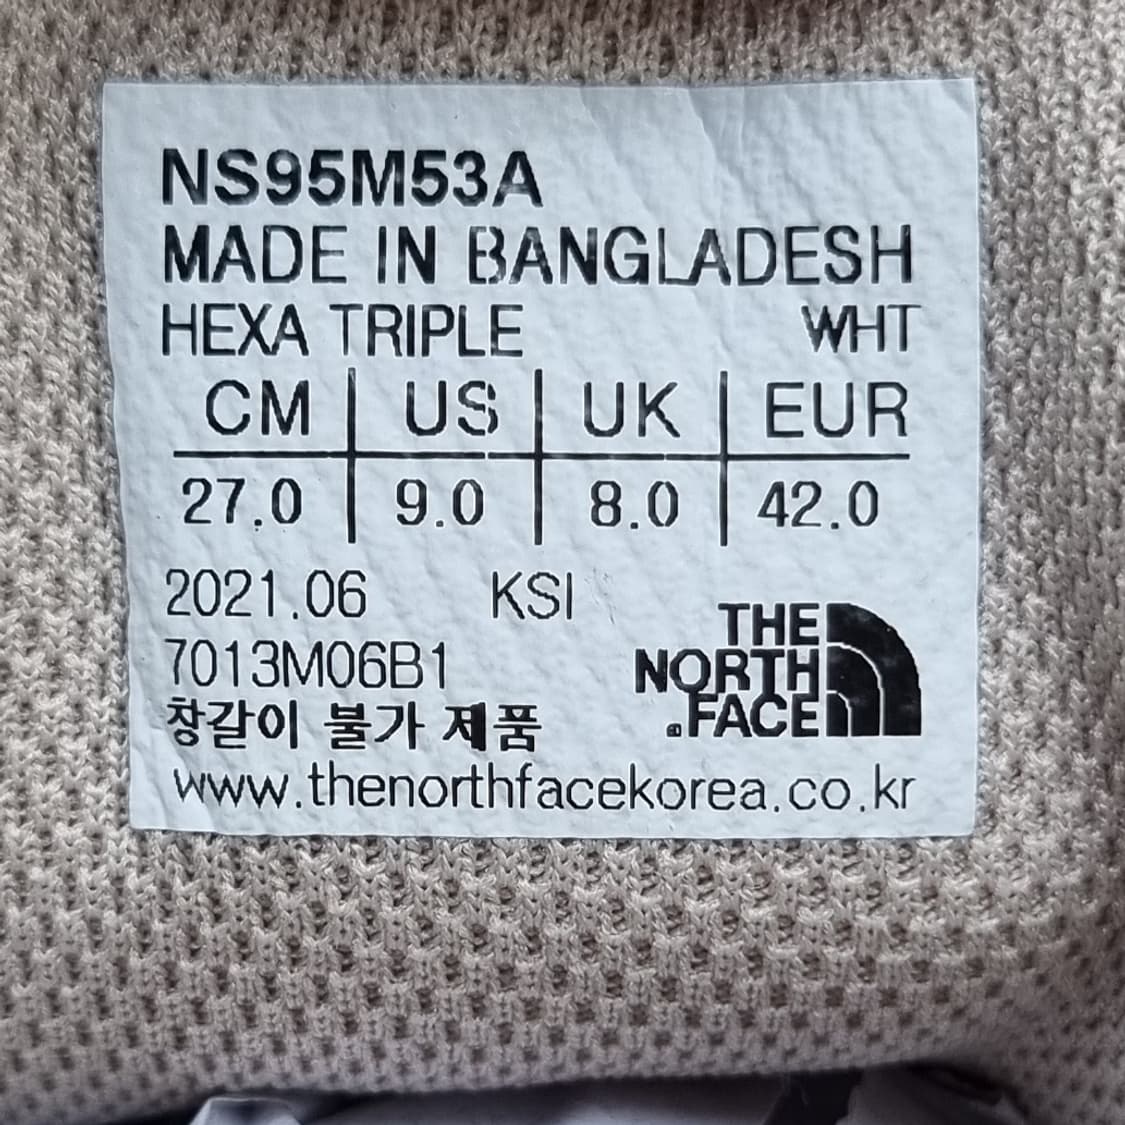 NS95M53A
MADE IN BANGLADESH
HEXA TRIPLE WHT
CM US UK EUR
27.0 9.0 8.0 42.0
2021.06 KSI
7013M06B1
창갈이 불가 제품
THE
NORTH
FACE
www.thenorthfacekorea.co.kr